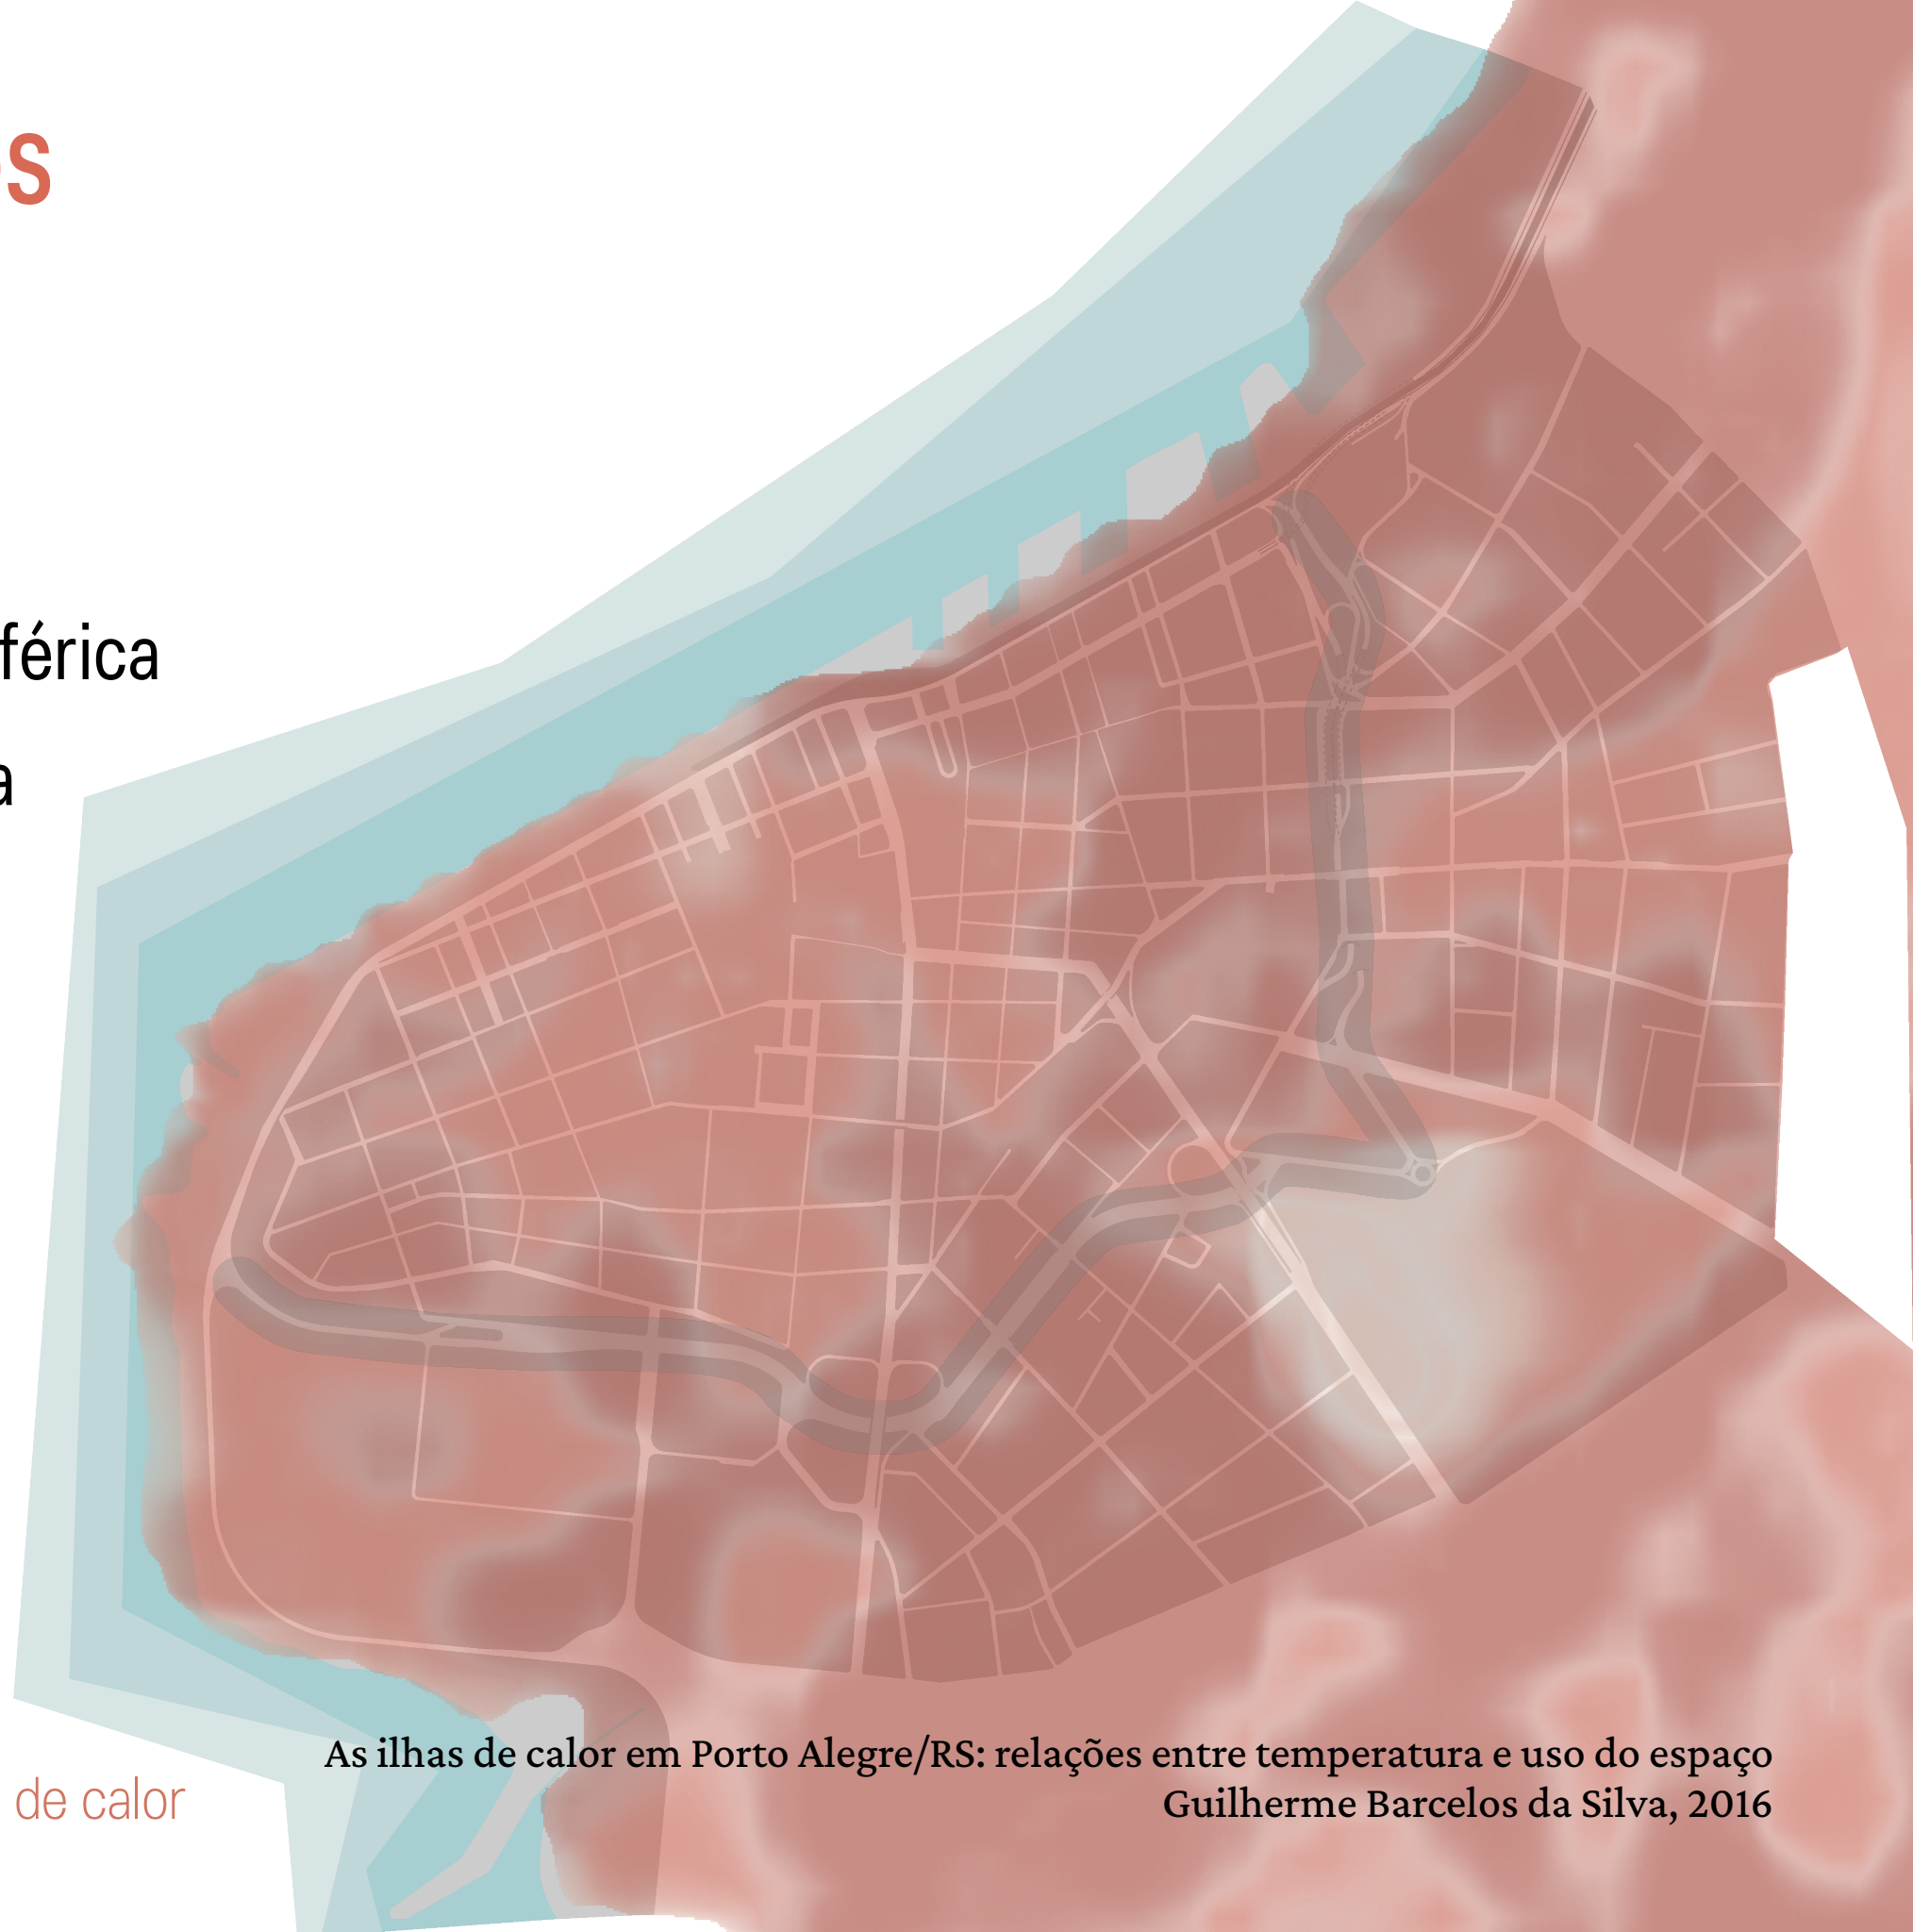 s
férica
a
de calor
As ilhas de calor em Porto Alegre/RS: relações entre temperatura e uso do espaço
Guilherme Barcelos da Silva, 2016